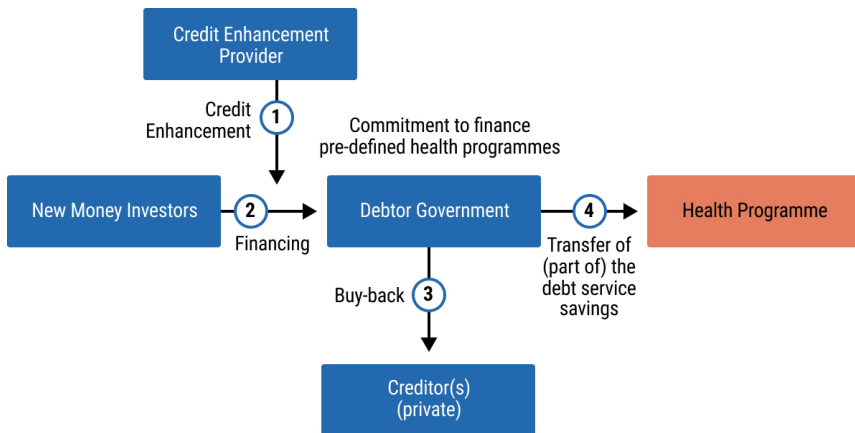 Credit Enhancement
Provider
Credit
Enhancement
1
Commitment to finance
pre-defined health programmes
New Money Investors
2
Financing
Debtor Government
4
Transfer of
(part of) the
debt service
savings
Health Programme
Buy-back
3
Creditor(s)
(private)